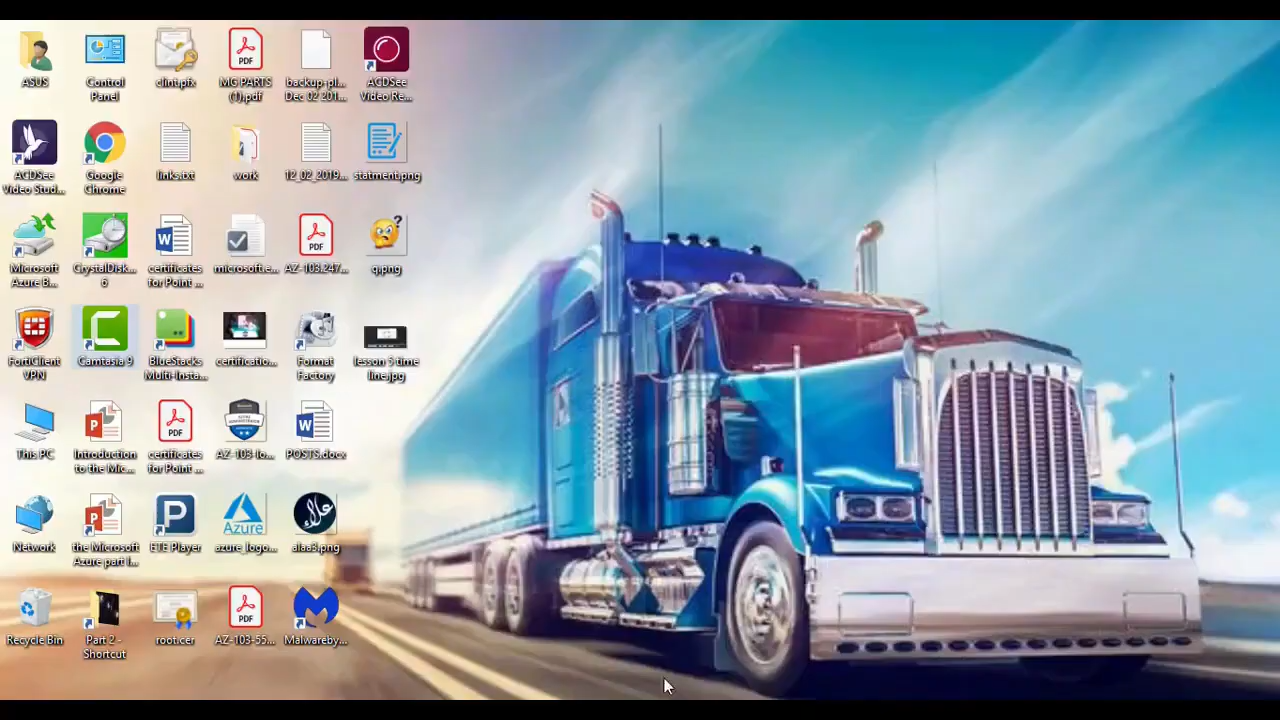 ASUS
Control
Panel
clint.pfx
MG PARTS
(1).pdf
backup-pl...
Dec 02 201...
ACDSee
Video Re...
ACDSee
Video Stud...
Google
Chrome
links.txt
work
12_02_2019...
statment.png
Microsoft
Azure B...
CrystalDisk...
o
certificates
for Point ...
microsoft.e...
AZ-103.247...
q.png
FortiClient
VPN
Camtasia 9
BlueStacks
Multi-Insta...
certificatio...
Format
Factory
lesson 5 time
line.jpg
This PC
Introduction
to the Mic...
certificates
for Point ...
AZ-103-lo...
POSTS.docx
Network
the Microsoft
Azure part I...
ETE Player
Azure
azure_logo...
علاء
alaa3.png
Recycle Bin
Part 2 -
Shortcut
root.cer
AZ-103-55...
Malwareby...